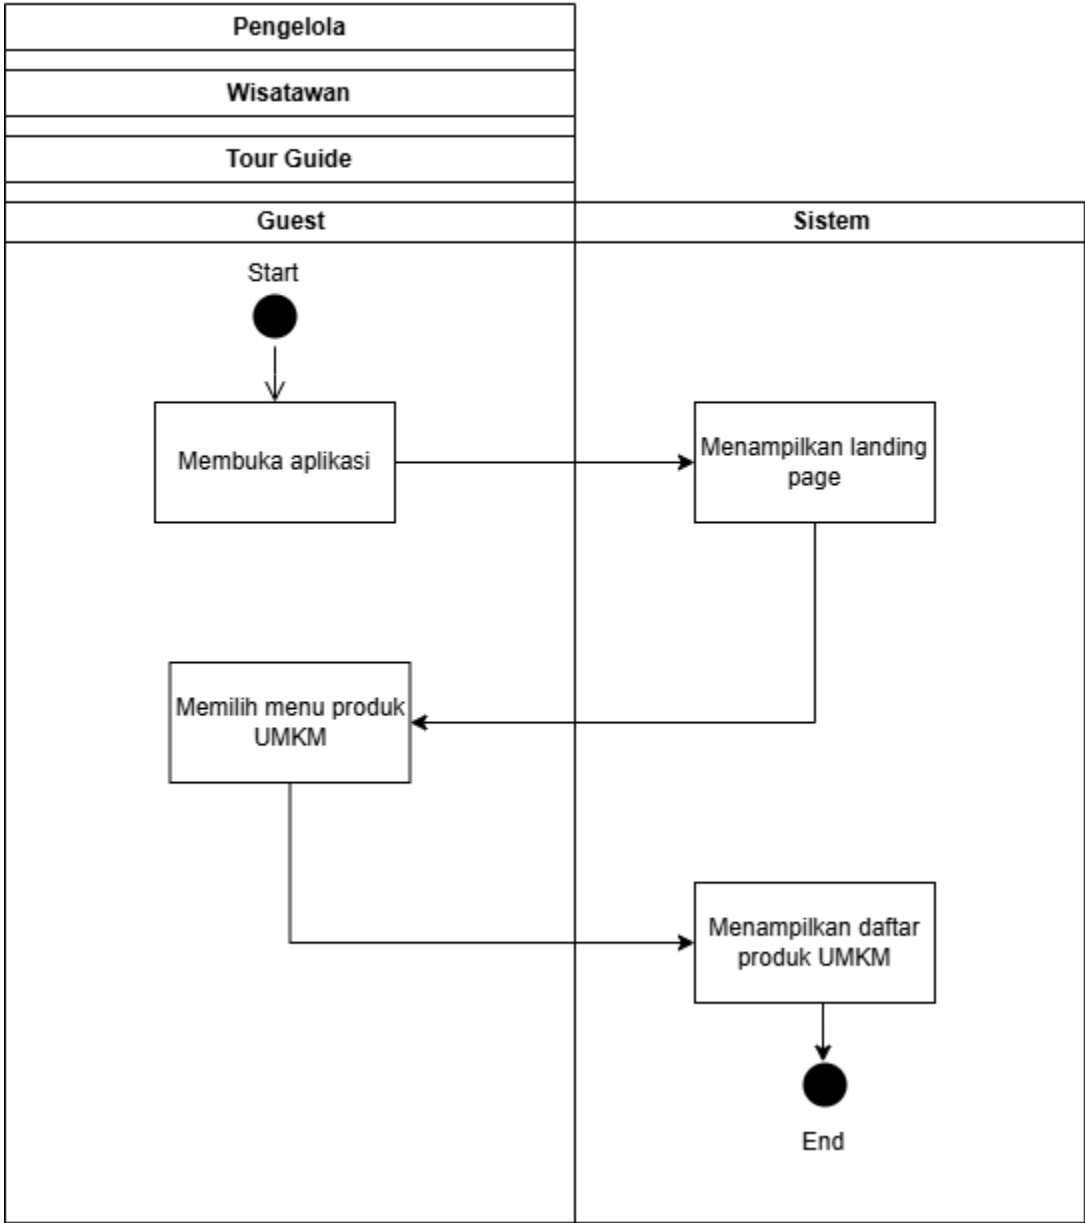 Pengelola
Wisatawan
Tour Guide
Guest
Sistem
Start
Membuka aplikasi
Menampilkan landing
page
Memilih menu produk
UMKM
Menampilkan daftar
produk UMKM
End